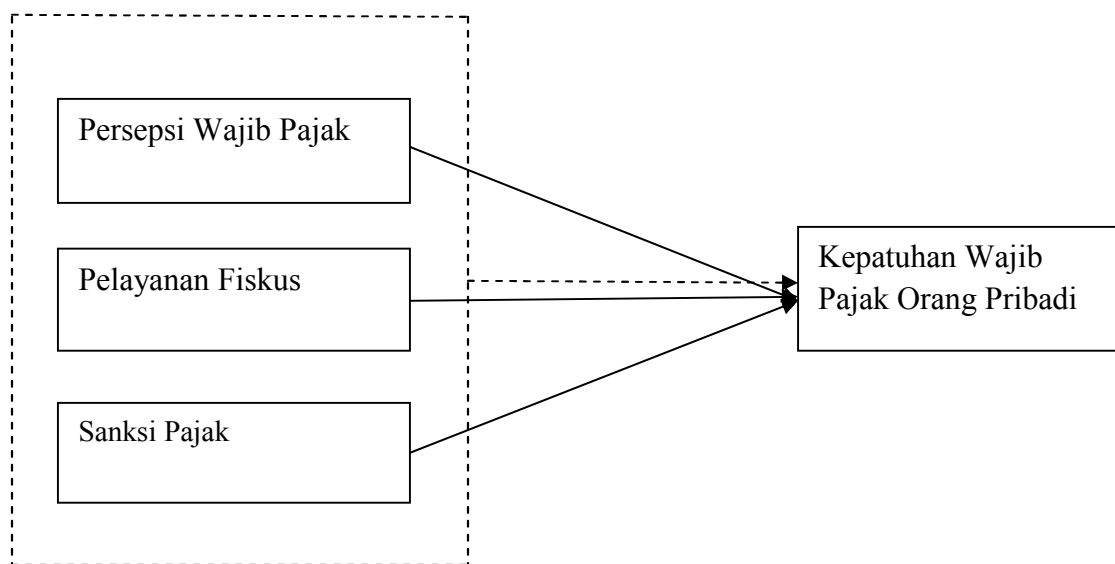 Persepsi Wajib Pajak
Pelayanan Fiskus
Sanksi Pajak
Kepatuhan Wajib
Pajak Orang Pribadi